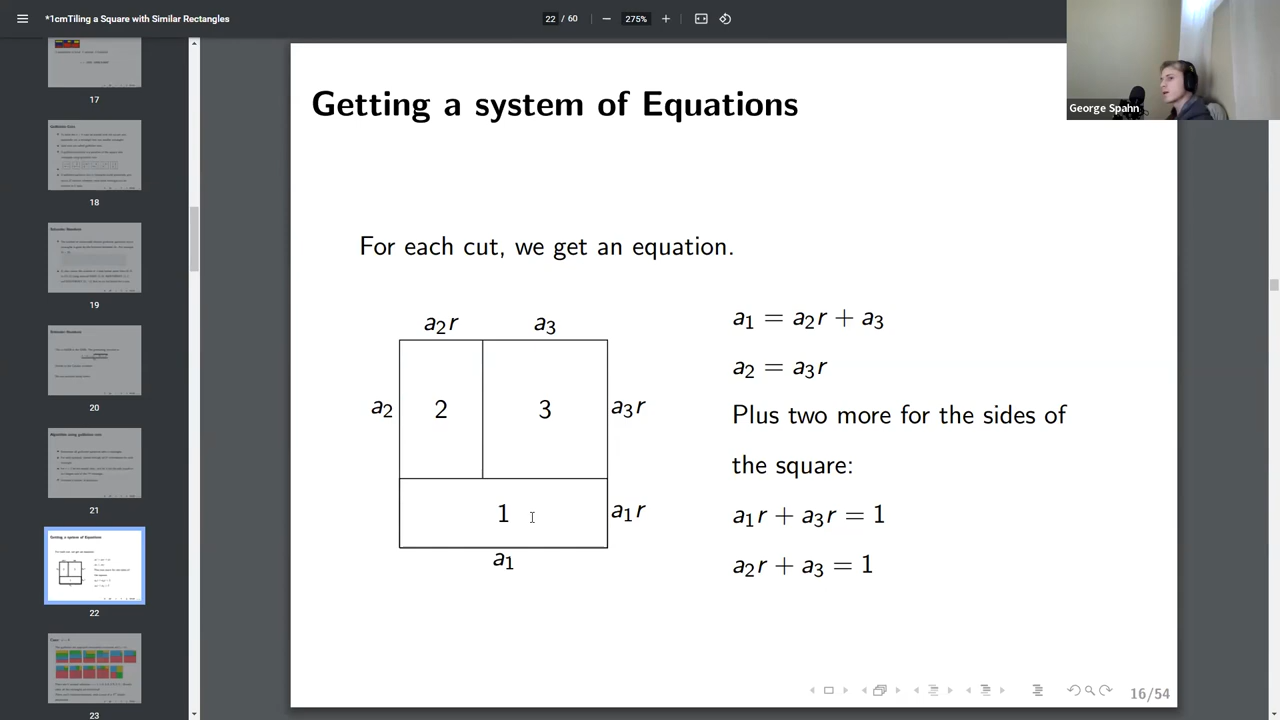 *1cmTiling a Square with Similar Rectangles
22 / 60
275%
George Spahn
17
18
19
20
21
22
23
Getting a system of Equations
For each cut, we get an equation.
a₂r
a₃
a₂
2
3
a₃r
1
a₁r
a₁
a₁ = a₂r + a₃
a₂ = a₃r
Plus two more for the sides of
the square:
a₁r + a₃r = 1
a₂r + a₃ = 1
16/54